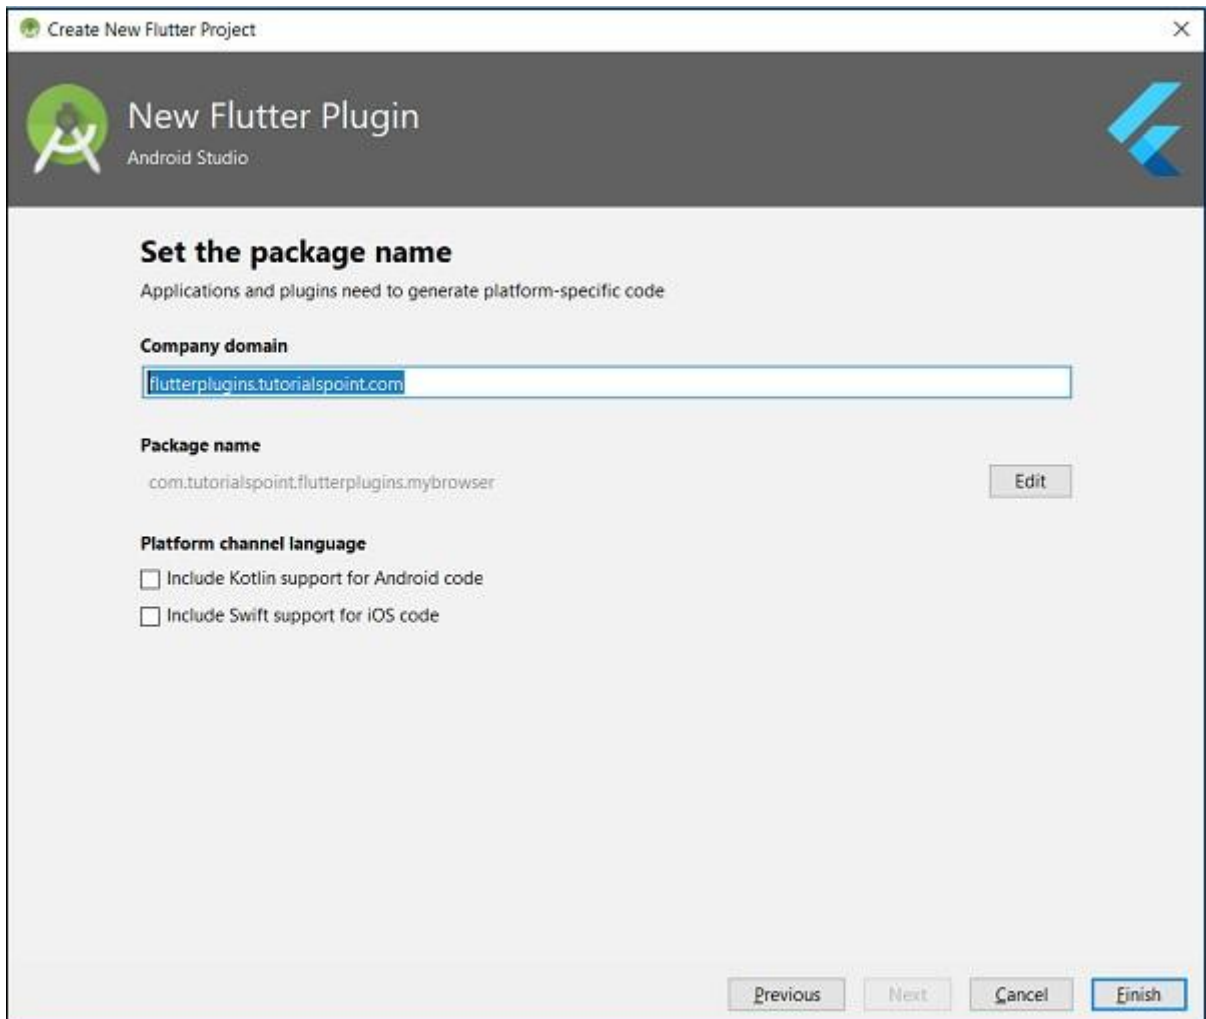 Create New Flutter Project
New Flutter Plugin
Android Studio
Set the package name
Applications and plugins need to generate platform-specific code
Company domain
flutterplugins.tutorialspoint.com
Package name
com.tutorialspoint.flutterplugins.mybrowser
Edit
Platform channel language
Include Kotlin support for Android code
Include Swift support for iOS code
Previous Next Cancel Finish